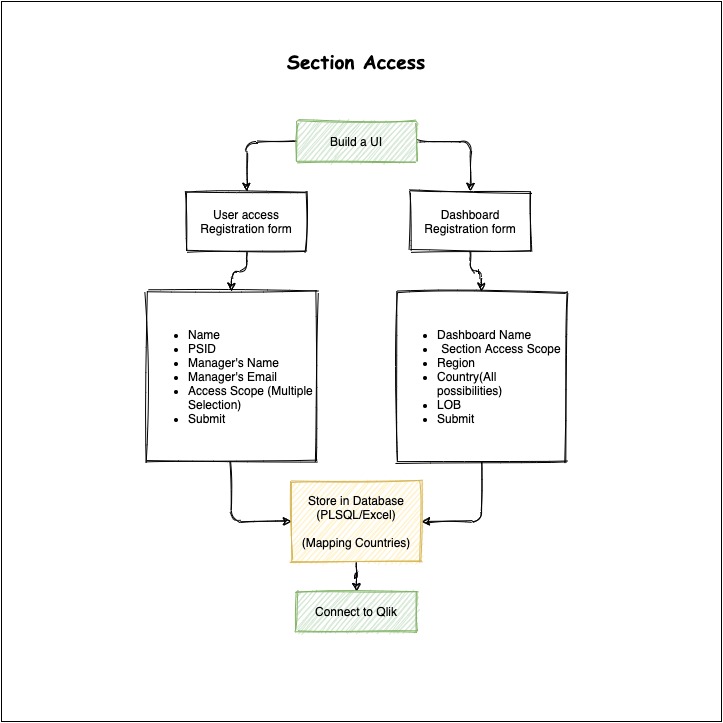 Section Access
Build a UI
User access
Registration form
Dashboard
Registration form
• Name
• PSID
• Manager's Name
• Manager's Email
• Access Scope (Multiple
Selection)
• Submit
• Dashboard Name
• Section Access Scope
• Region
• Country(All
possibilities)
• LOB
• Submit
Store in Database
(PLSQL/Excel)
(Mapping Countries)
Connect to Qlik